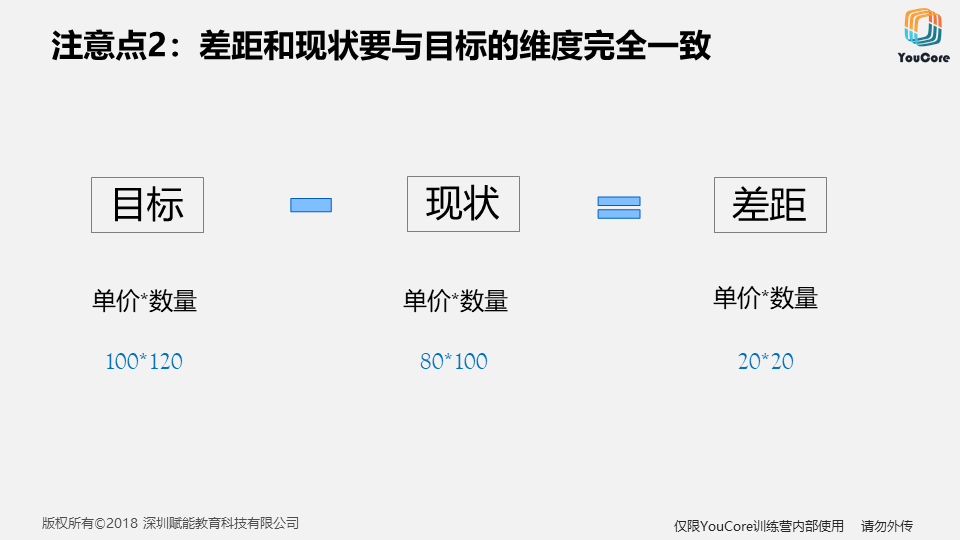 注意点2：差距和现状要与目标的维度完全一致
YouCore
目标
现状
差距
单价*数量
单价*数量
单价*数量
100*120
80*100
20*20
版权所有©2018 深圳赋能教育科技有限公司
仅限YouCore训练营内部使用 请勿外传